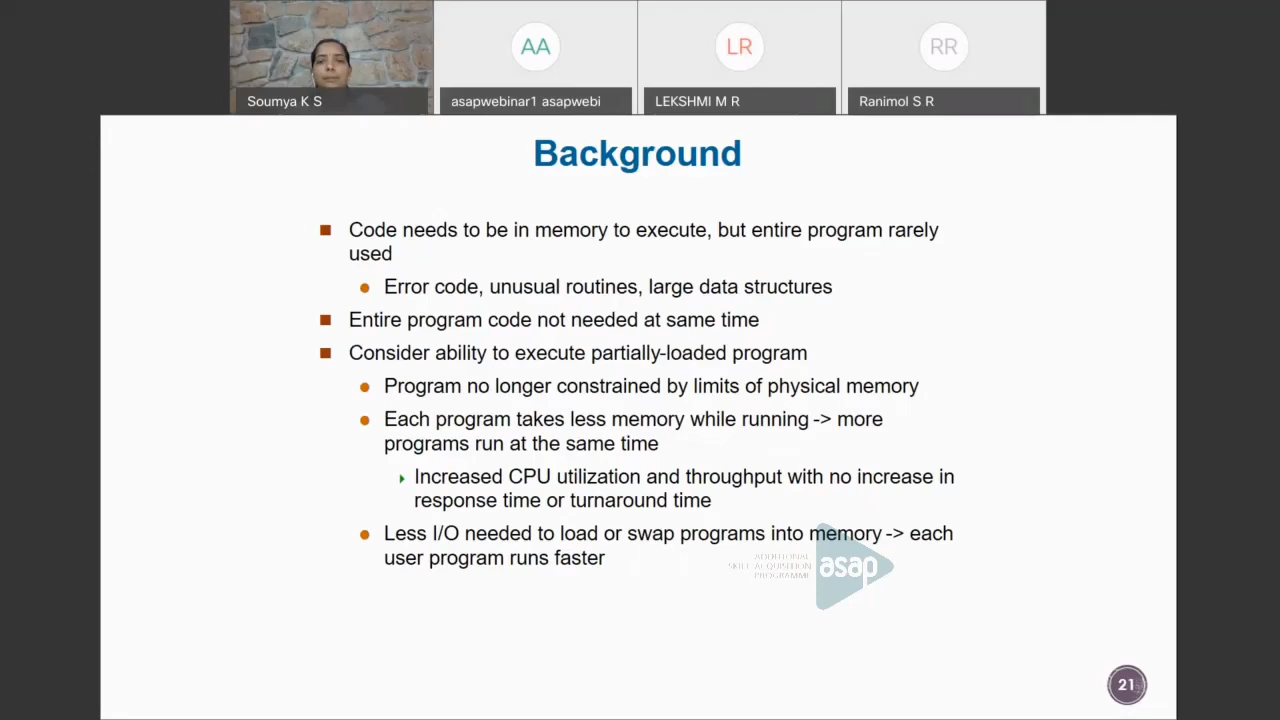 AA
LR
RR
Soumya K S
asapwebinar1 asapwebi
LEKSHMI M R
Ranimol S R
Background
Code needs to be in memory to execute, but entire program rarely
used
Error code, unusual routines, large data structures
Entire program code not needed at same time
Consider ability to execute partially-loaded program
Program no longer constrained by limits of physical memory
Each program takes less memory while running -> more
programs run at the same time
Increased CPU utilization and throughput with no increase in
response time or turnaround time
Less I/O needed to load or swap programs into memory -> each
user program runs faster
ADDITIONAL
SKILL ACQUISITION
PROGRAMME
asap
21